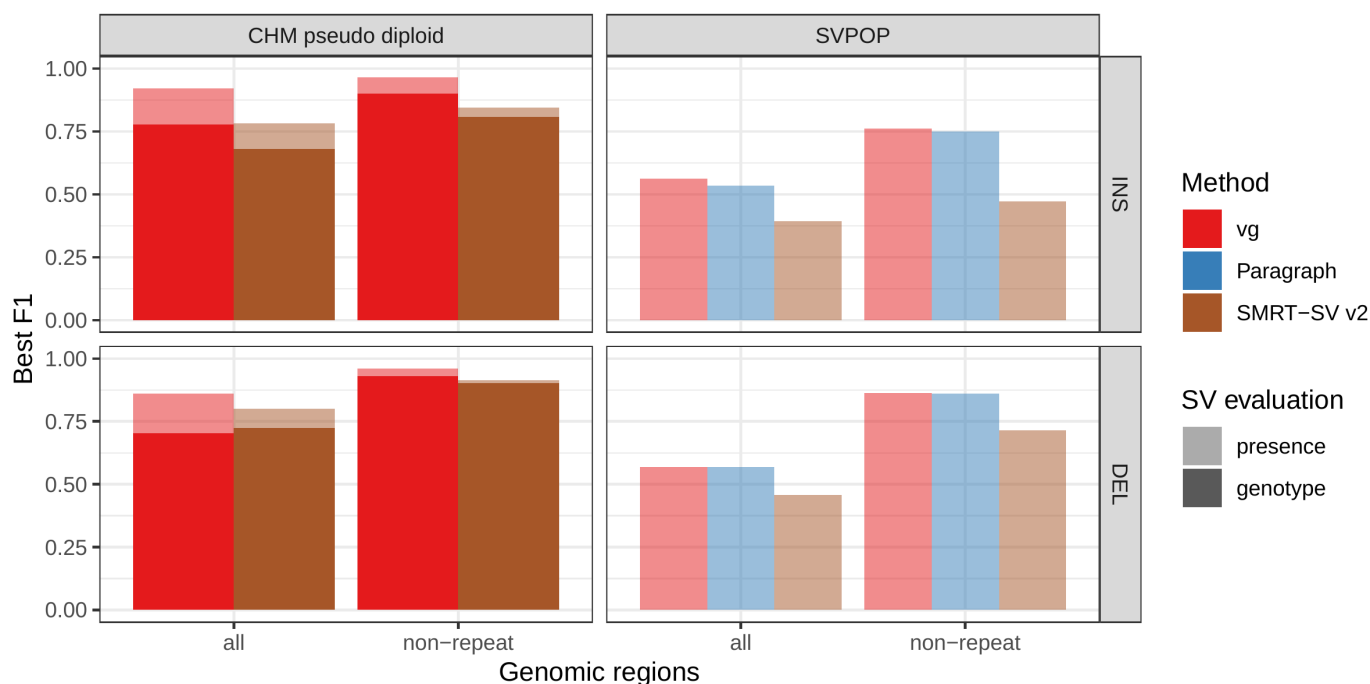 CHM pseudo diploid
SVPOP
Best F1
1.00
0.75
0.50
0.25
0.00
INS
1.00
0.75
0.50
0.25
0.00
DEL
all
non−repeat
all
non−repeat
Genomic regions
Method
vg
Paragraph
SMRT−SV v2
SV evaluation
presence
genotype